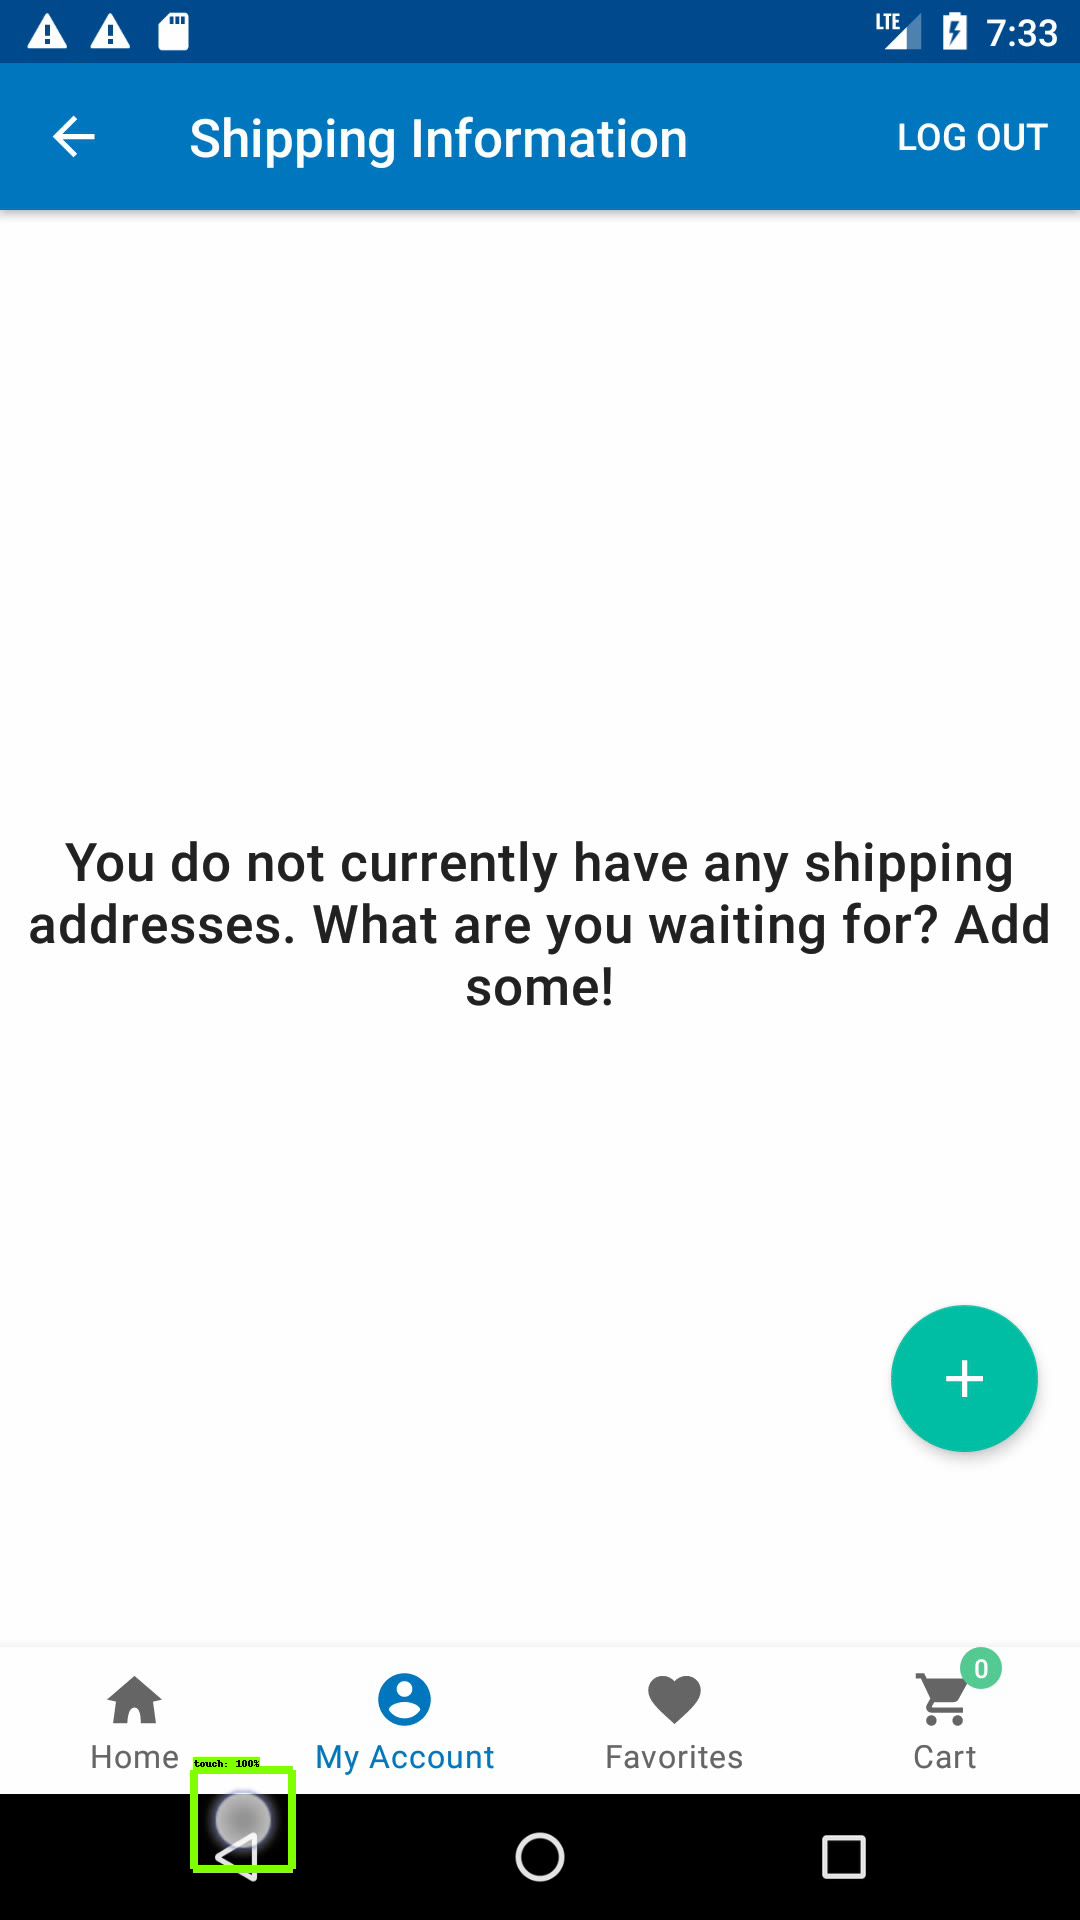 LTE 7:33
Shipping Information LOG OUT
You do not currently have any shipping
addresses. What are you waiting for? Add
some!
0
Home My Account Favorites Cart
touch: 100%